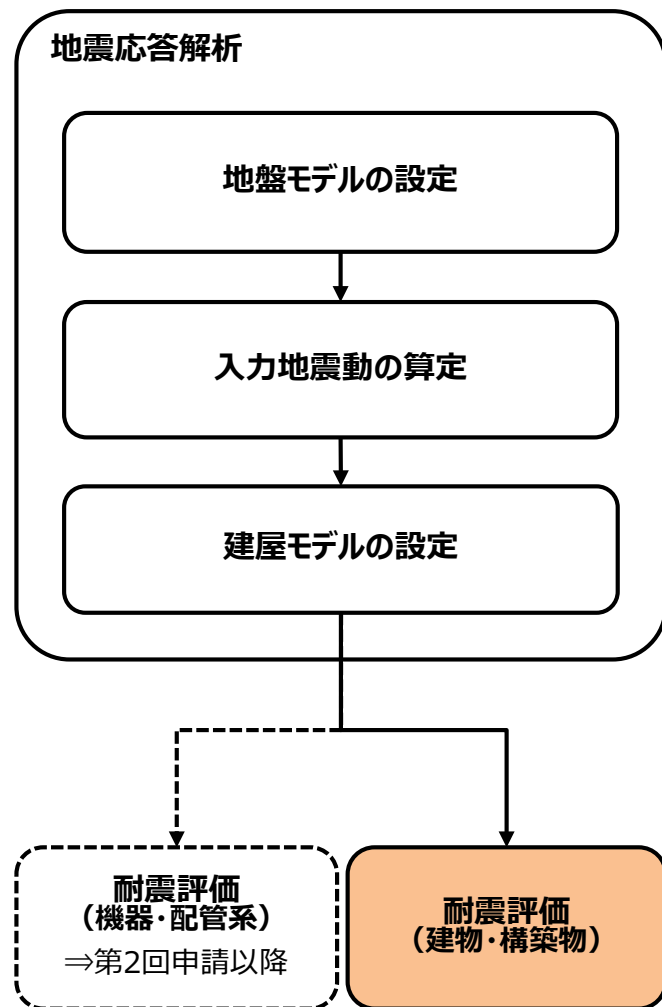 地震応答解析
地盤モデルの設定
入力地震動の算定
建屋モデルの設定
耐震評価
（機器・配管系）
⇒第2回申請以降
耐震評価
（建物・構築物）